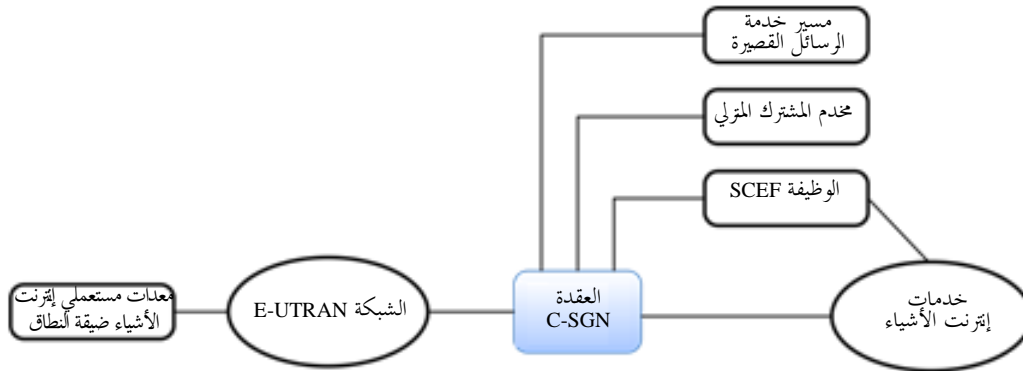 مسير خدمة
الرسائل القصيرة
مخدم المشترك المنزلي
الوظيفة SCEF
خدمات
إنترنت الأشياء
العقدة
C-SGN
الشبكة E-UTRAN
معدات مستعملي إنترنت
الأشياء ضيقة النطاق